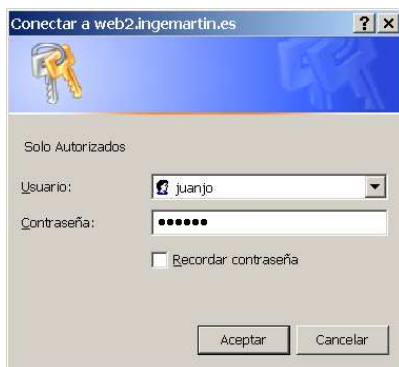 Conectar a web2.ingemartin.es
Solo Autorizados
Usuario: juanjo
Contraseña: ●●●●●●
Recordar contraseña
Aceptar Cancelar